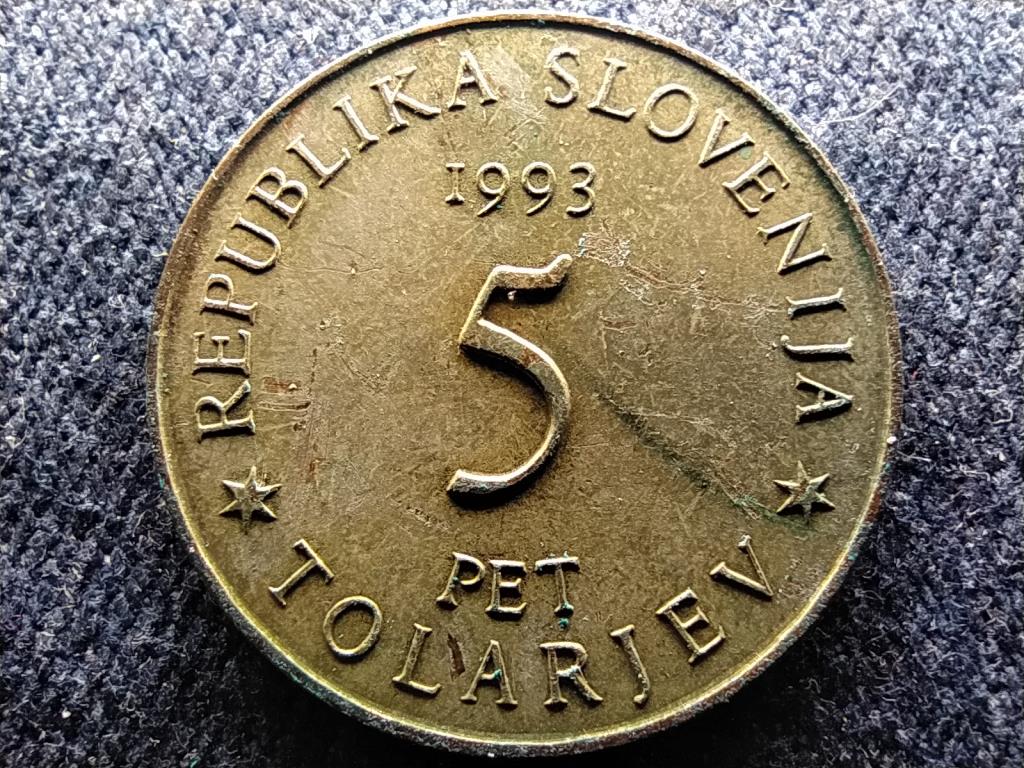 REPUBLIKA SLOVENIJA
1993
5
PET
TOLARJEV